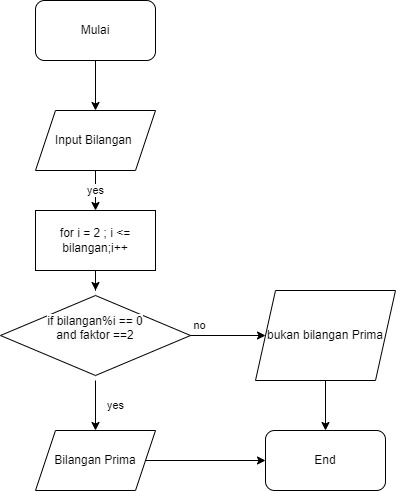 Mulai
Input Bilangan
yes
for i = 2 ; i <=
bilangan;i++
if bilangan%i == 0
and faktor ==2
no
bukan bilangan Prima
yes
Bilangan Prima
End